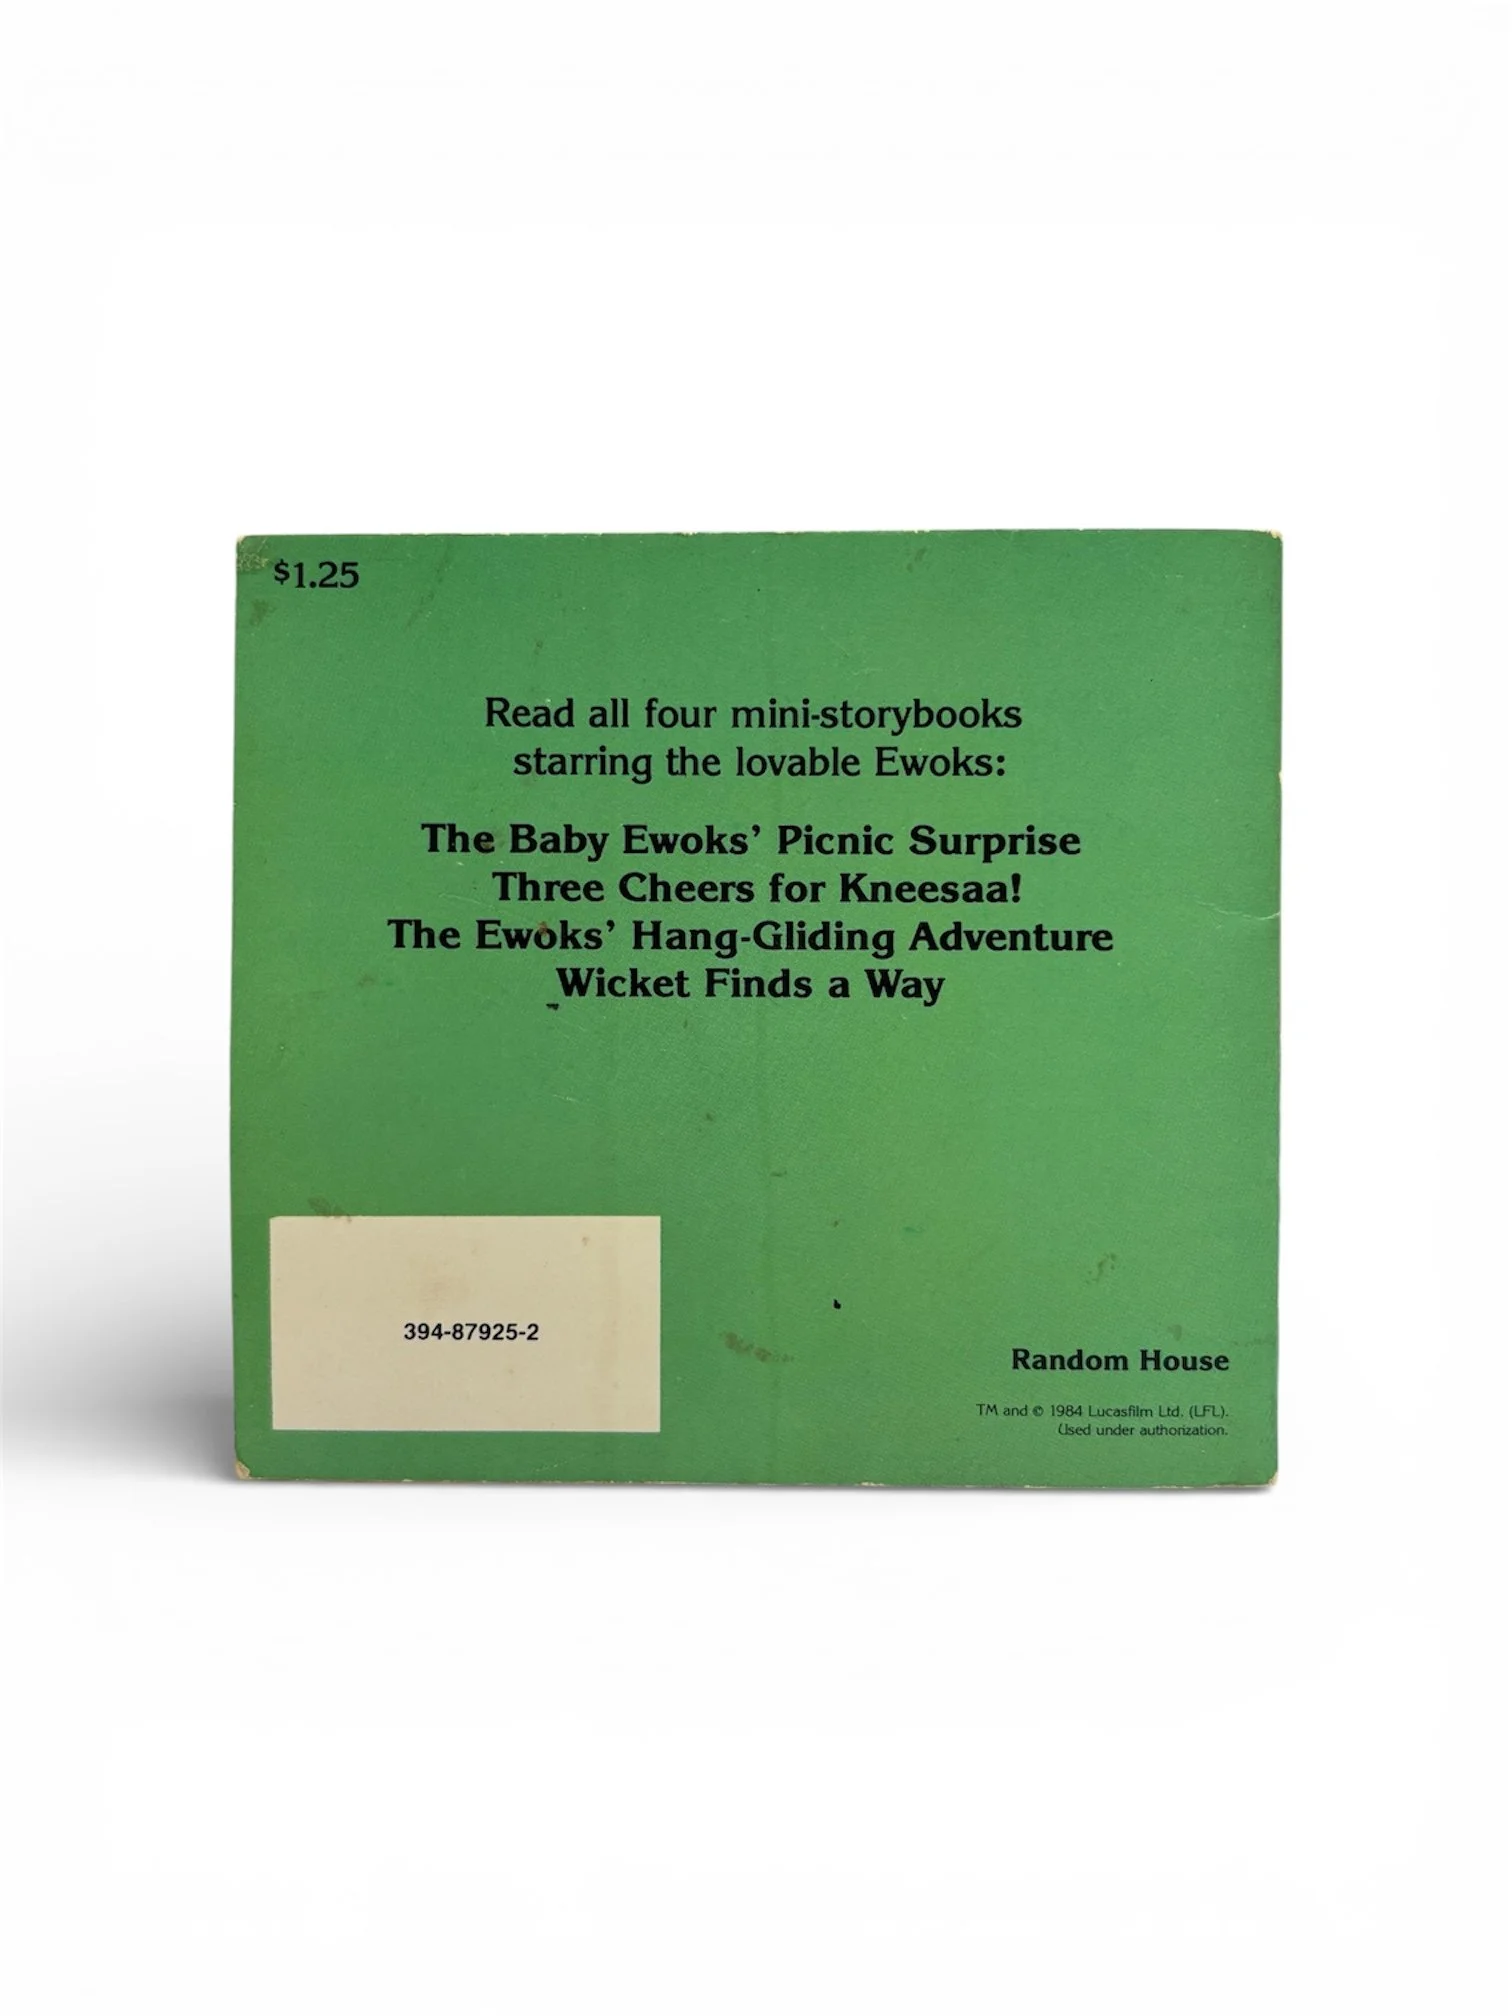 $1.25
Read all four mini-storybooks
starring the lovable Ewoks:
The Baby Ewoks’ Picnic Surprise
Three Cheers for Kneesaa!
The Ewoks’ Hang-Gliding Adventure
Wicket Finds a Way
394-87925-2
Random House
TM and © 1984 Lucasfilm Ltd. (LFL).
Used under authorization.